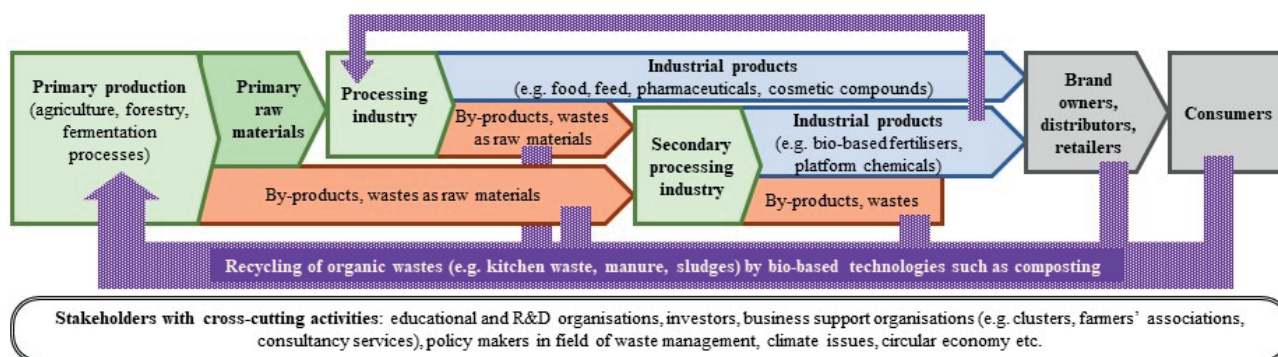 Primary production
(agriculture, forestry,
fermentation
processes)
Primary
raw
materials
Processing
industry
Industrial products
(e.g. food, feed, pharmaceuticals, cosmetic compounds)
By-products, wastes
as raw materials
Secondary
processing
industry
Industrial products
(e.g. bio-based fertilisers,
platform chemicals)
Brand
owners,
distributors,
retailers
Consumers
By-products, wastes as raw materials
By-products, wastes
Recycling of organic wastes (e.g. kitchen waste, manure, sludges) by bio-based technologies such as composting
Stakeholders with cross-cutting activities: educational and R&D organisations, investors, business support organisations (e.g. clusters, farmers' associations,
consultancy services), policy makers in field of waste management, climate issues, circular economy etc.